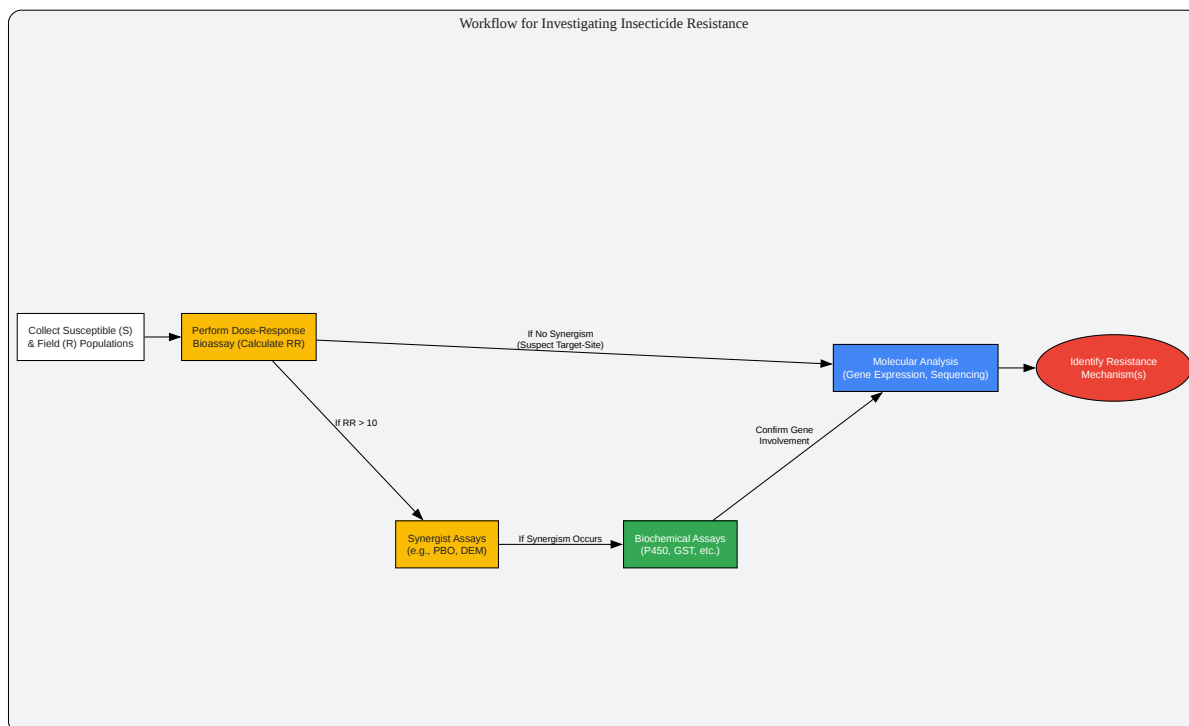 Workflow for Investigating Insecticide Resistance
Collect Susceptible (S)
& Field (R) Populations
Perform Dose-Response
Bioassay (Calculate RR)
If No Synergism
(Suspect Target-Site)
Molecular Analysis
(Gene Expression, Sequencing)
Identify Resistance
Mechanism(s)
If RR > 10
Confirm Gene
Involvement
Synergist Assays
(e.g., PBO, DEM)
If Synergism Occurs
Biochemical Assays
(P450, GST, etc.)